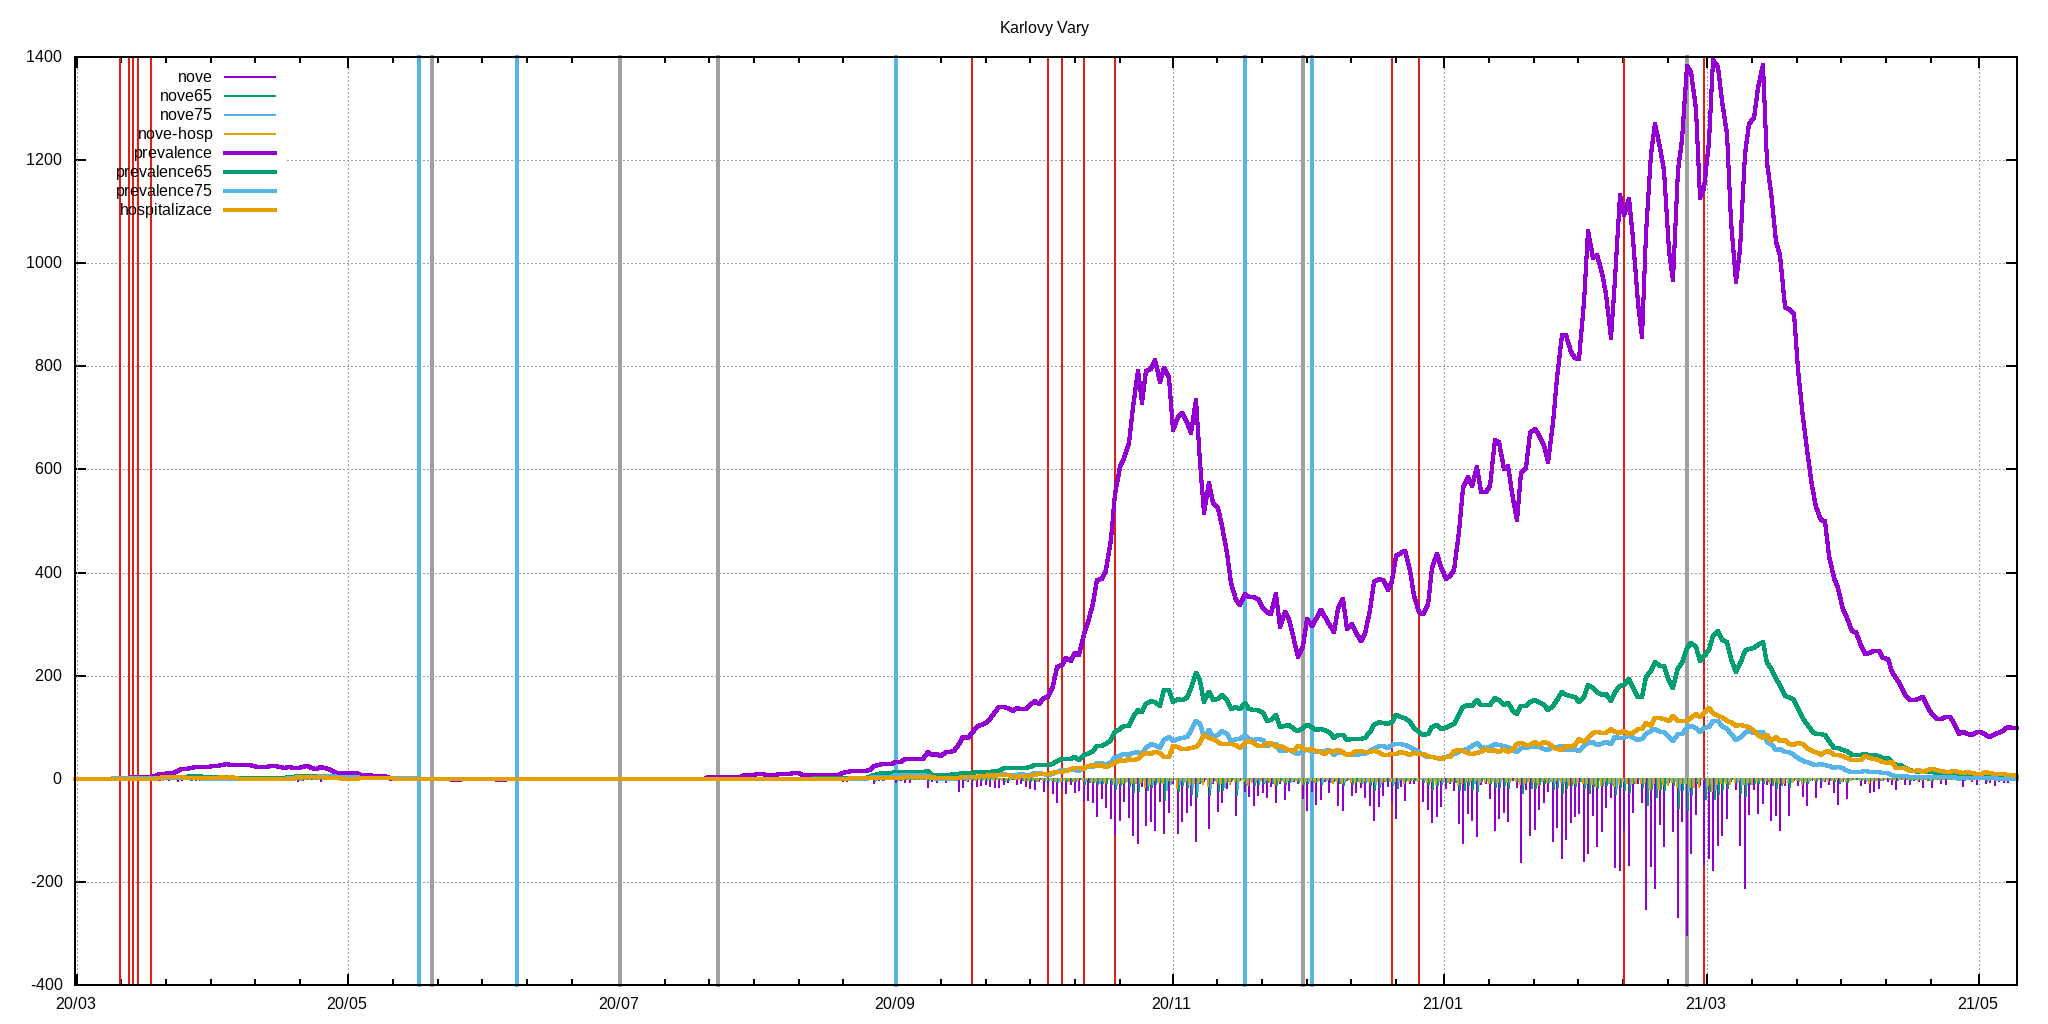 Karlovy Vary
1400
1200
1000
800
600
400
200
0
-200
-400
nove
nove65
nove75
nove-hosp
prevalence
prevalence65
prevalence75
hospitalizace
20/03
20/05
20/07
20/09
20/11
21/01
21/03
21/05